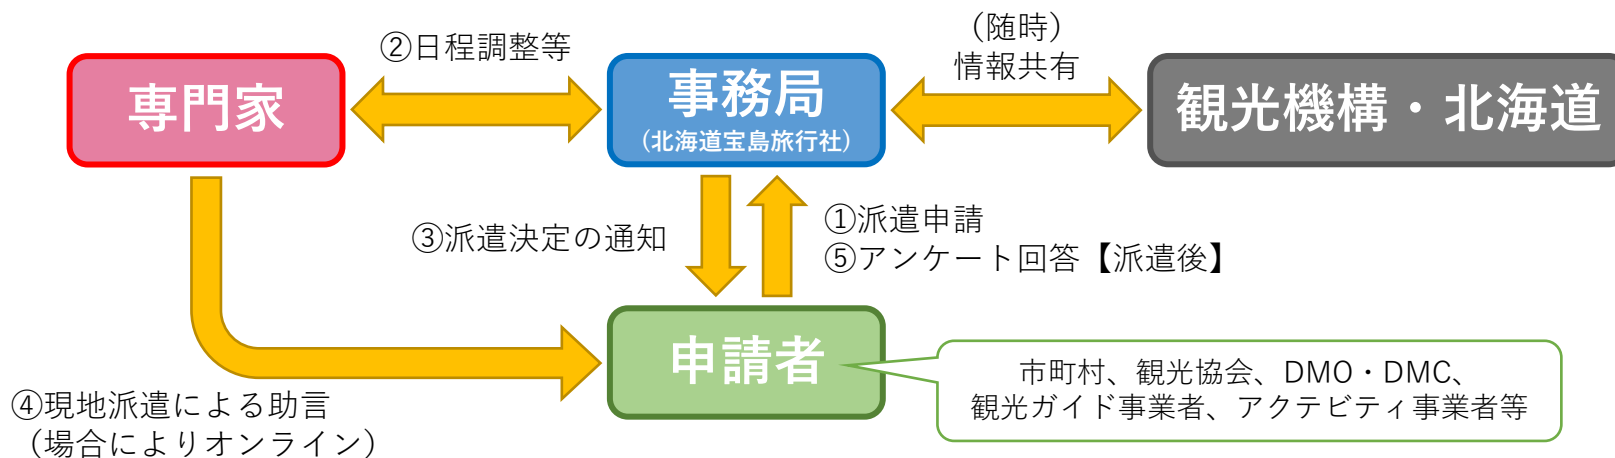 専門家
②日程調整等
事務局
(北海道宝島旅行社)
（随時）
情報共有
観光機構・北海道
③派遣決定の通知
①派遣申請
⑤アンケート回答【派遣後】
申請者
市町村、観光協会、DMO・DMC、
観光ガイド事業者、アクテビティ事業者等
④現地派遣による助言
（場合によりオンライン）